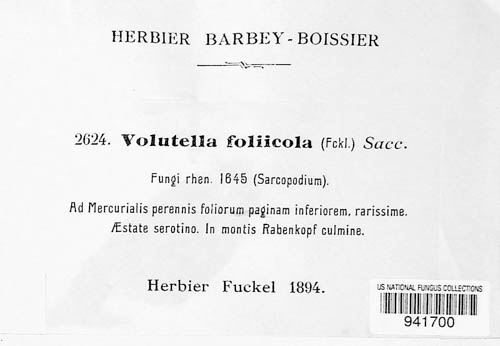 HERBIER BARBEY-BOISSIER
2624. Volutella foliicola (Fckl.) Sacc.
Fungi rhen. 1645 (Sarcopodium).
Ad Mercurialis perennis foliorum paginam inferiorem, rarissime.
Æstate serotino. In montis Rabenkopf culmine.
Herbier Fuckel 1894.
US NATIONAL FUNGUS COLLECTIONS
941700